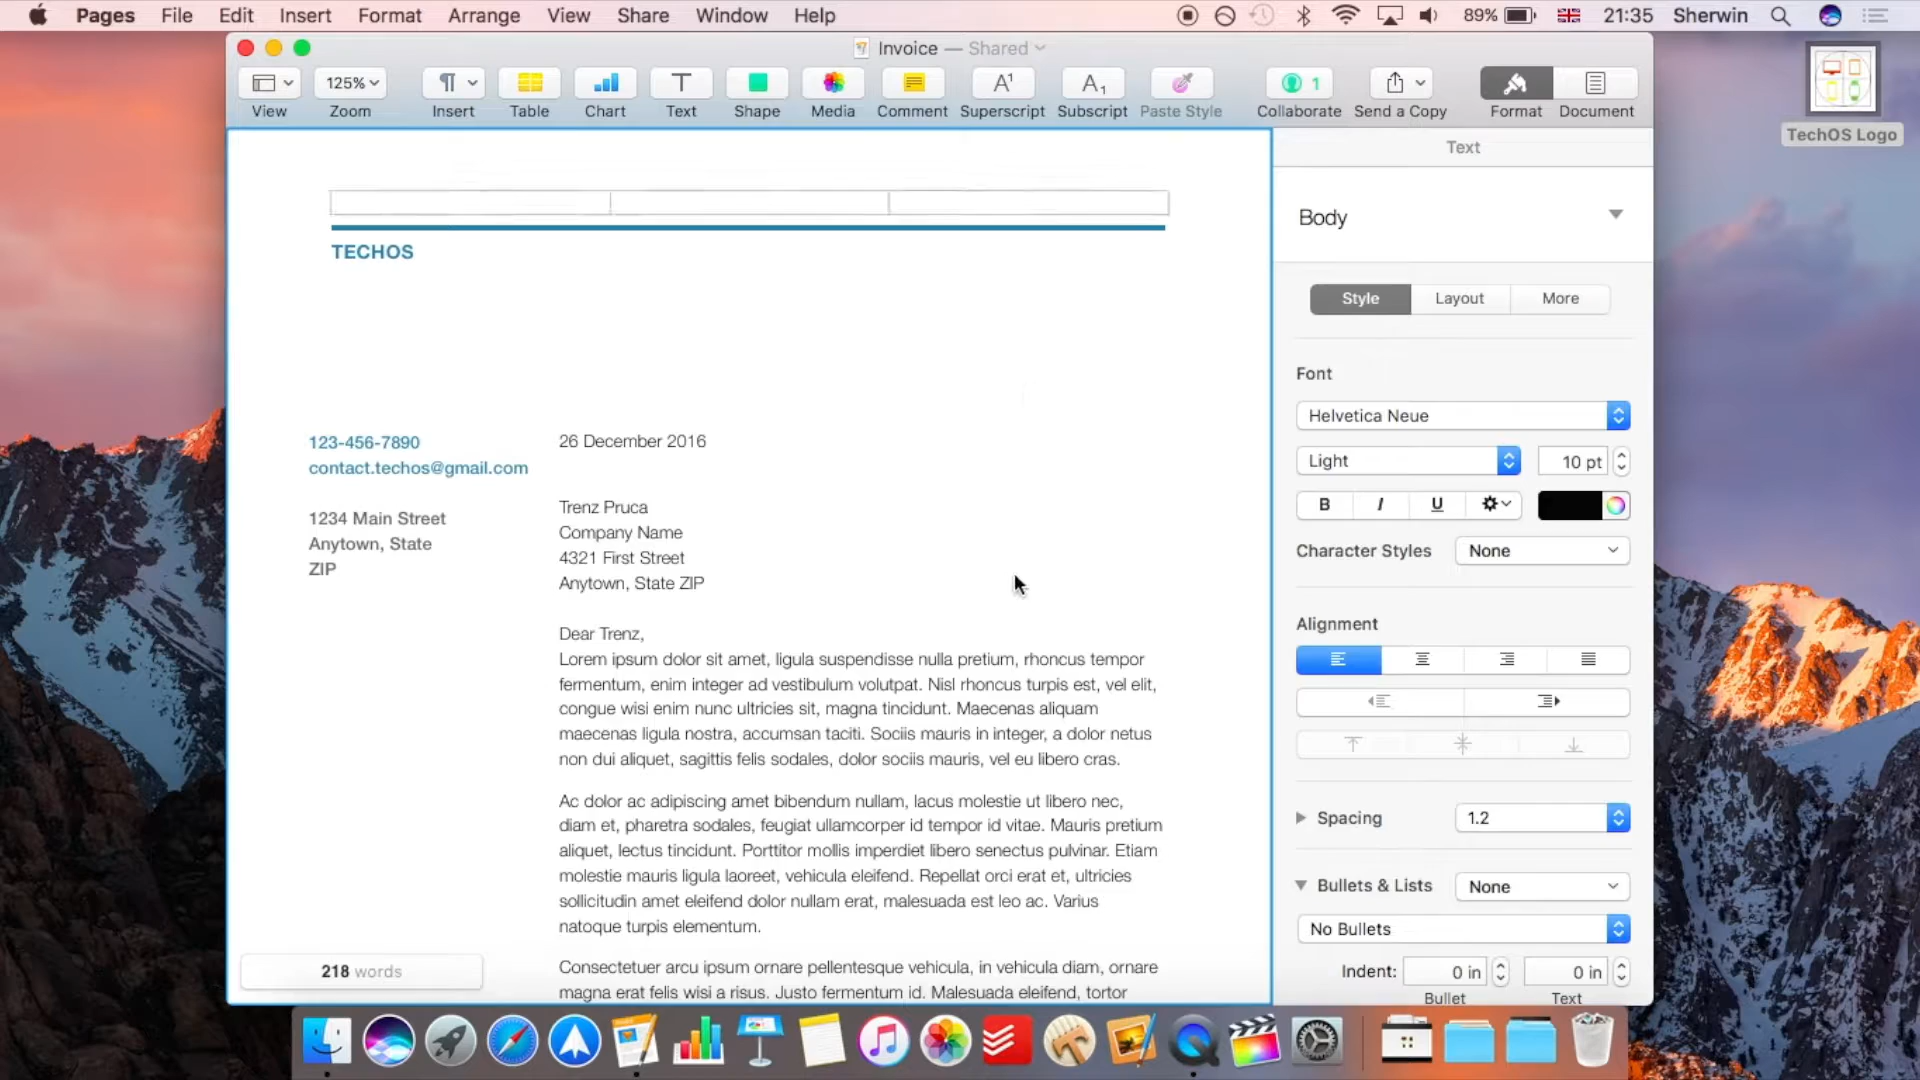 Pages File Edit Insert Format Arrange View Share Window Help 89% 21:35 Sherwin
Invoice — Shared
TechOS Logo
125% ¶ T A¹ A₁ 1
View Zoom Insert Table Chart Text Shape Media Comment Superscript Subscript Paste Style Collaborate Send a Copy Format Document
Text
Body
Style Layout More
Font
Helvetica Neue
Light 10 pt
B I U
Character Styles None
Alignment
Spacing 1.2
Bullets & Lists None
No Bullets
Indent: 0 in 0 in
Bullet Text
TECHOS
123-456-7890
contact.techos@gmail.com
1234 Main Street
Anytown, State
ZIP
26 December 2016
Trenz Pruca
Company Name
4321 First Street
Anytown, State ZIP
Dear Trenz,
Lorem ipsum dolor sit amet, ligula suspendisse nulla pretium, rhoncus tempor
fermentum, enim integer ad vestibulum volutpat. Nisl rhoncus turpis est, vel elit,
congue wisi enim nunc ultricies sit, magna tincidunt. Maecenas aliquam
maecenas ligula nostra, accumsan taciti. Sociis mauris in integer, a dolor netus
non dui aliquet, sagittis felis sodales, dolor sociis mauris, vel eu libero cras.
Ac dolor ac adipiscing amet bibendum nullam, lacus molestie ut libero nec,
diam et, pharetra sodales, feugiat ullamcorper id tempor id vitae. Mauris pretium
aliquet, lectus tincidunt. Porttitor mollis imperdiet libero senectus pulvinar. Etiam
molestie mauris ligula laoreet, vehicula eleifend. Repellat orci erat et, ultricies
sollicitudin amet eleifend dolor nullam erat, malesuada est leo ac. Varius
natoque turpis elementum.
Consectetuer arcu ipsum ornare pellentesque vehicula, in vehicula diam, ornare
magna erat felis wisi a risus. Justo fermentum id. Malesuada eleifend, tortor
218 words